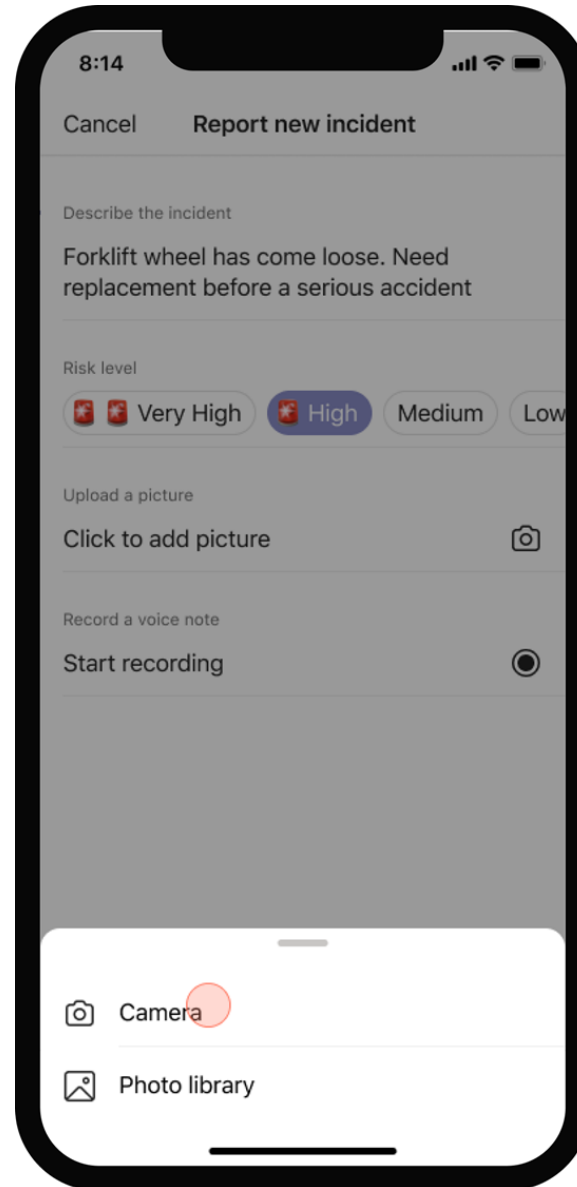 8:14
Cancel Report new incident
Describe the incident
Forklift wheel has come loose. Need
replacement before a serious accident
Risk level
🚨 🚨 Very High 🚨 High Medium Low
Upload a picture
Click to add picture
Record a voice note
Start recording
Camera
Photo library